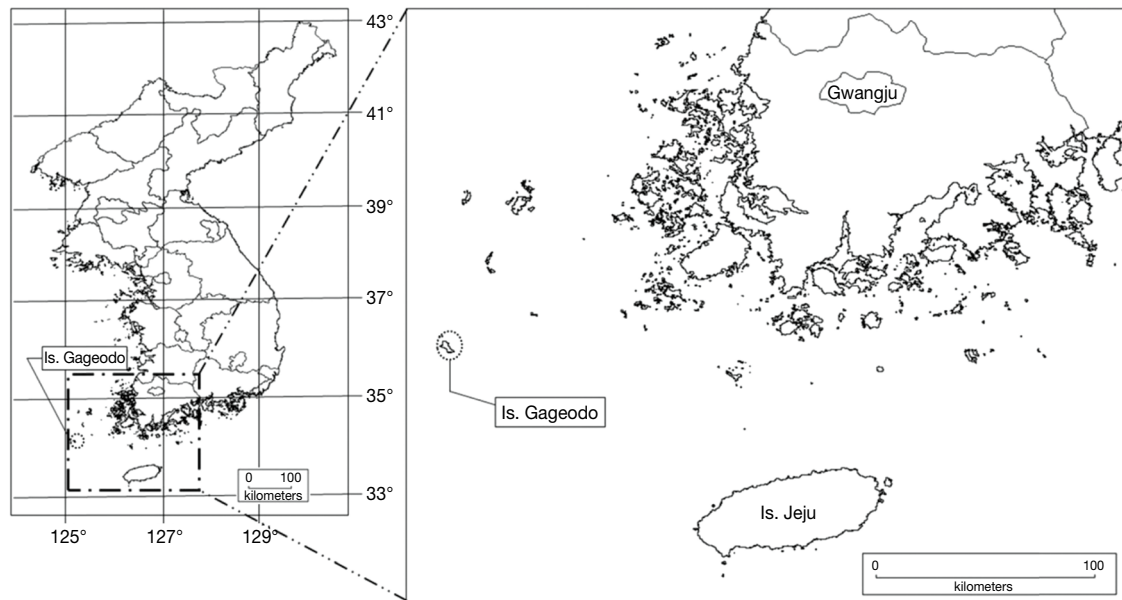 43°
41°
39°
37°
35°
33°
Is. Gageodo
0 100
kilometers
125° 127° 129°
Gwangju
Is. Gageodo
Is. Jeju
0 100
kilometers